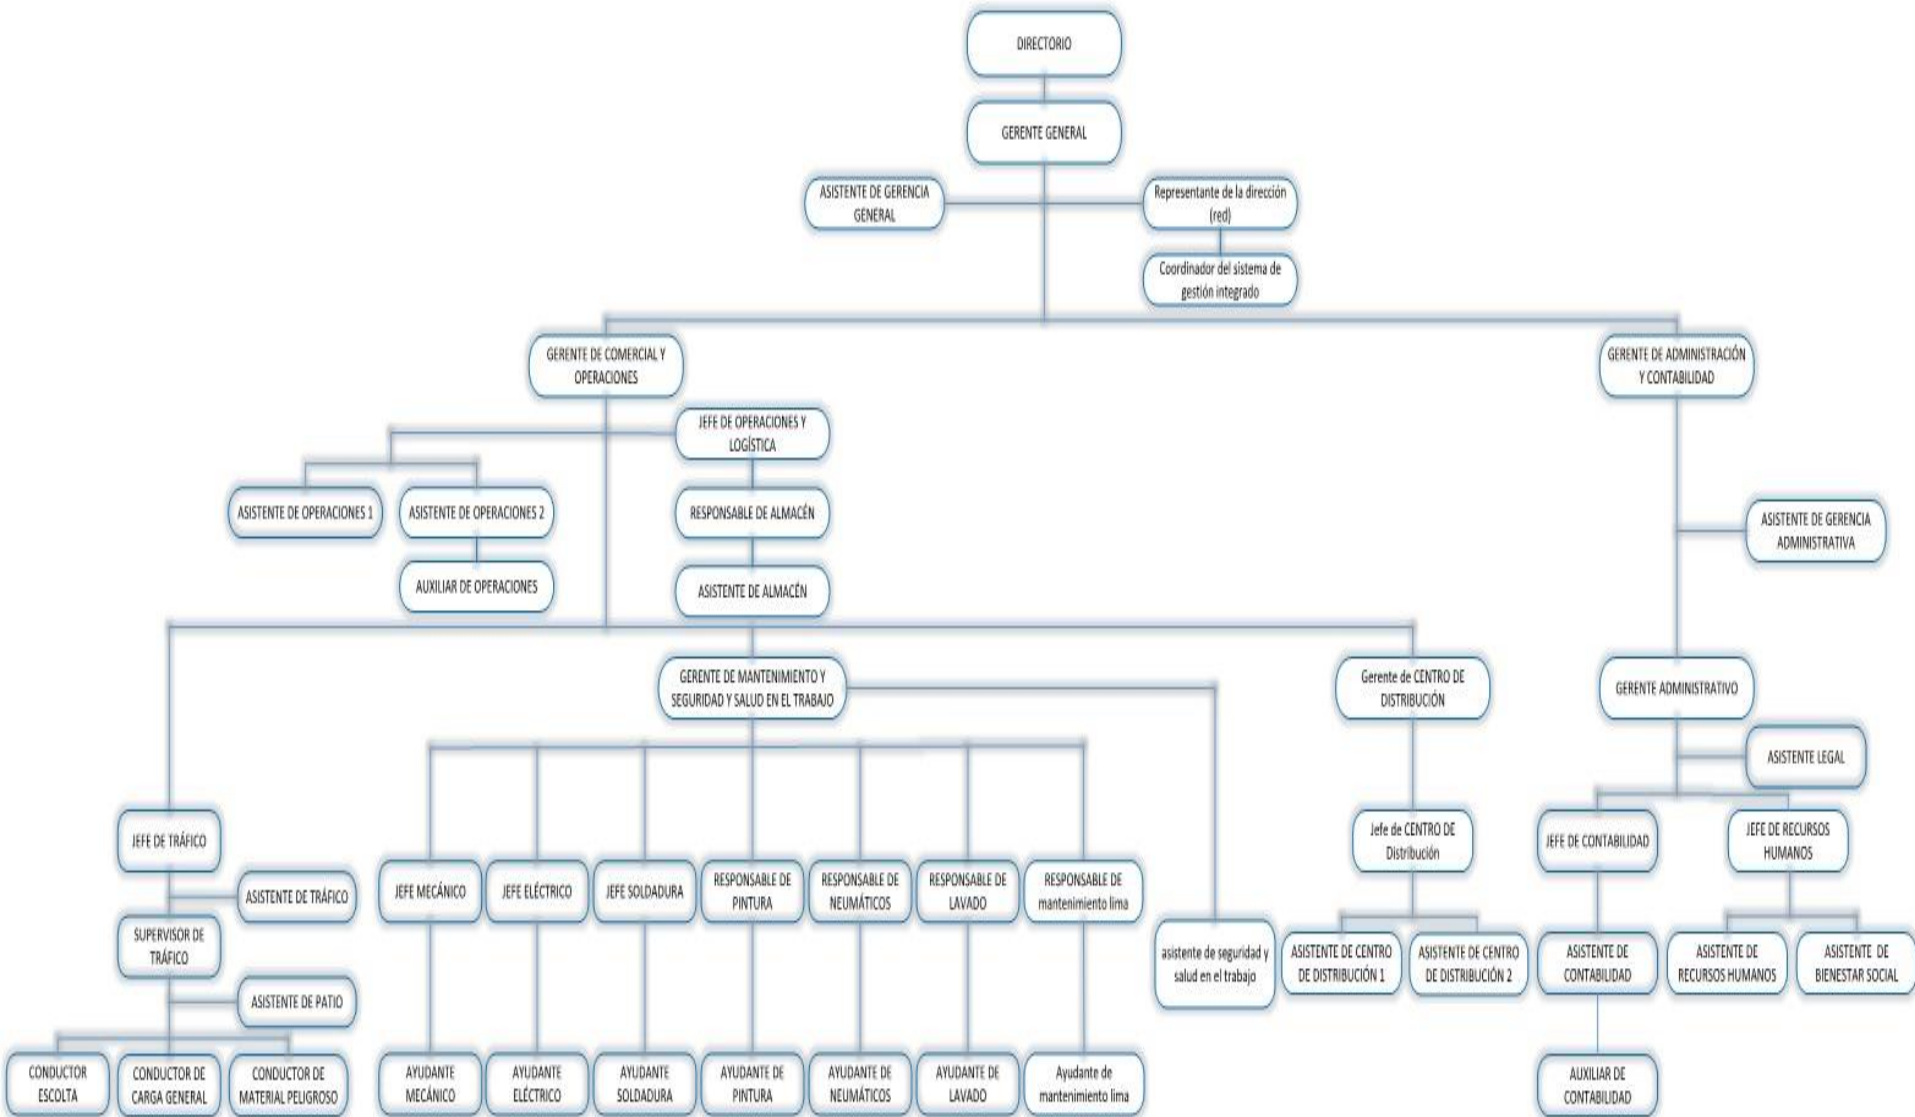 DIRECTORIO
GERENTE GENERAL
ASISTENTE DE GERENCIA
GENERAL
Representante de la dirección
(red)
Coordinador del sistema de
gestión integrado
GERENTE DE COMERCIAL Y
OPERACIONES
GERENTE DE ADMINISTRACIÓN
Y CONTABILIDAD
JEFE DE OPERACIONES Y
LOGÍSTICA
ASISTENTE DE OPERACIONES 1
ASISTENTE DE OPERACIONES 2
RESPONSABLE DE ALMACÉN
ASISTENTE DE GERENCIA
ADMINISTRATIVA
AUXILIAR DE OPERACIONES
ASISTENTE DE ALMACÉN
GERENTE DE MANTENIMIENTO Y
SEGURIDAD Y SALUD EN EL TRABAJO
Gerente de CENTRO DE
DISTRIBUCIÓN
GERENTE ADMINISTRATIVO
ASISTENTE LEGAL
JEFE DE TRÁFICO
Jefe de CENTRO DE
Distribución
JEFE DE CONTABILIDAD
JEFE DE RECURSOS
HUMANOS
ASISTENTE DE TRÁFICO
JEFE MECÁNICO
JEFE ELÉCTRICO
JEFE SOLDADURA
RESPONSABLE DE
PINTURA
RESPONSABLE DE
NEUMÁTICOS
RESPONSABLE DE
LAVADO
RESPONSABLE DE
mantenimiento lima
SUPERVISOR DE
TRÁFICO
asistente de seguridad y
salud en el trabajo
ASISTENTE DE CENTRO
DE DISTRIBUCIÓN 1
ASISTENTE DE CENTRO
DE DISTRIBUCIÓN 2
ASISTENTE DE
CONTABILIDAD
ASISTENTE DE
RECURSOS HUMANOS
ASISTENTE DE
BIENESTAR SOCIAL
ASISTENTE DE PATIO
CONDUCTOR
ESCOLTA
CONDUCTOR DE
CARGA GENERAL
CONDUCTOR DE
MATERIAL PELIGROSO
AYUDANTE
MECÁNICO
AYUDANTE
ELÉCTRICO
AYUDANTE
SOLDADURA
AYUDANTE DE
PINTURA
AYUDANTE DE
NEUMÁTICOS
AYUDANTE DE
LAVADO
Ayudante de
mantenimiento lima
AUXILIAR DE
CONTABILIDAD